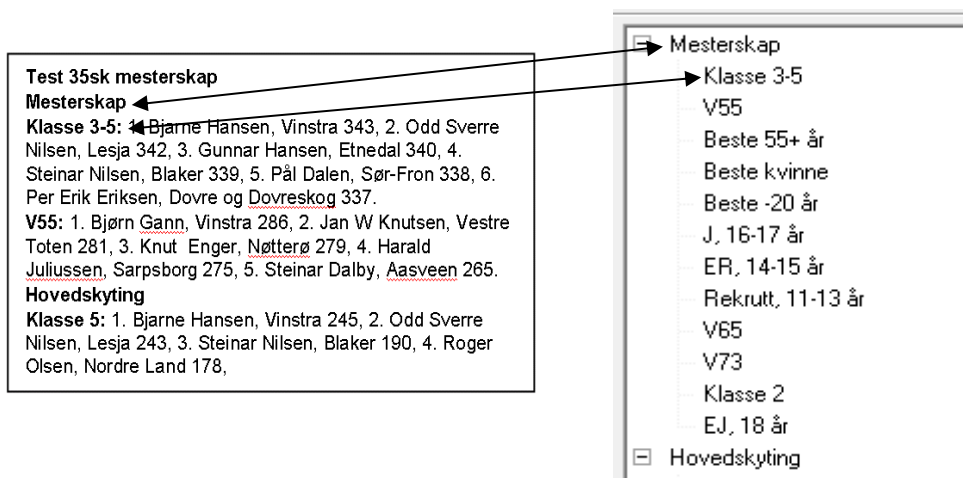 Test 35sk mesterskap
Mesterskap
Klasse 3-5: 1. Bjarne Hansen, Vinstra 343, 2. Odd Sverre
Nilsen, Lesja 342, 3. Gunnar Hansen, Etnedal 340, 4.
Steinar Nilsen, Blaker 339, 5. Pål Dalen, Sør-Fron 338, 6.
Per Erik Eriksen, Dovre og Dovreskog 337.
V55: 1. Bjørn Gann, Vinstra 286, 2. Jan W Knutsen, Vestre
Toten 281, 3. Knut  Enger, Nøtterø 279, 4. Harald
Juliussen, Sarpsborg 275, 5. Steinar Dalby, Aasveen 265.
Hovedskyting
Klasse 5: 1. Bjarne Hansen, Vinstra 245, 2. Odd Sverre
Nilsen, Lesja 243, 3. Steinar Nilsen, Blaker 190, 4. Roger
Olsen, Nordre Land 178,
Mesterskap
Klasse 3-5
V55
Beste 55+ år
Beste kvinne
Beste -20 år
J, 16-17 år
ER, 14-15 år
Rekrutt, 11-13 år
V65
V73
Klasse 2
EJ, 18 år
Hovedskyting